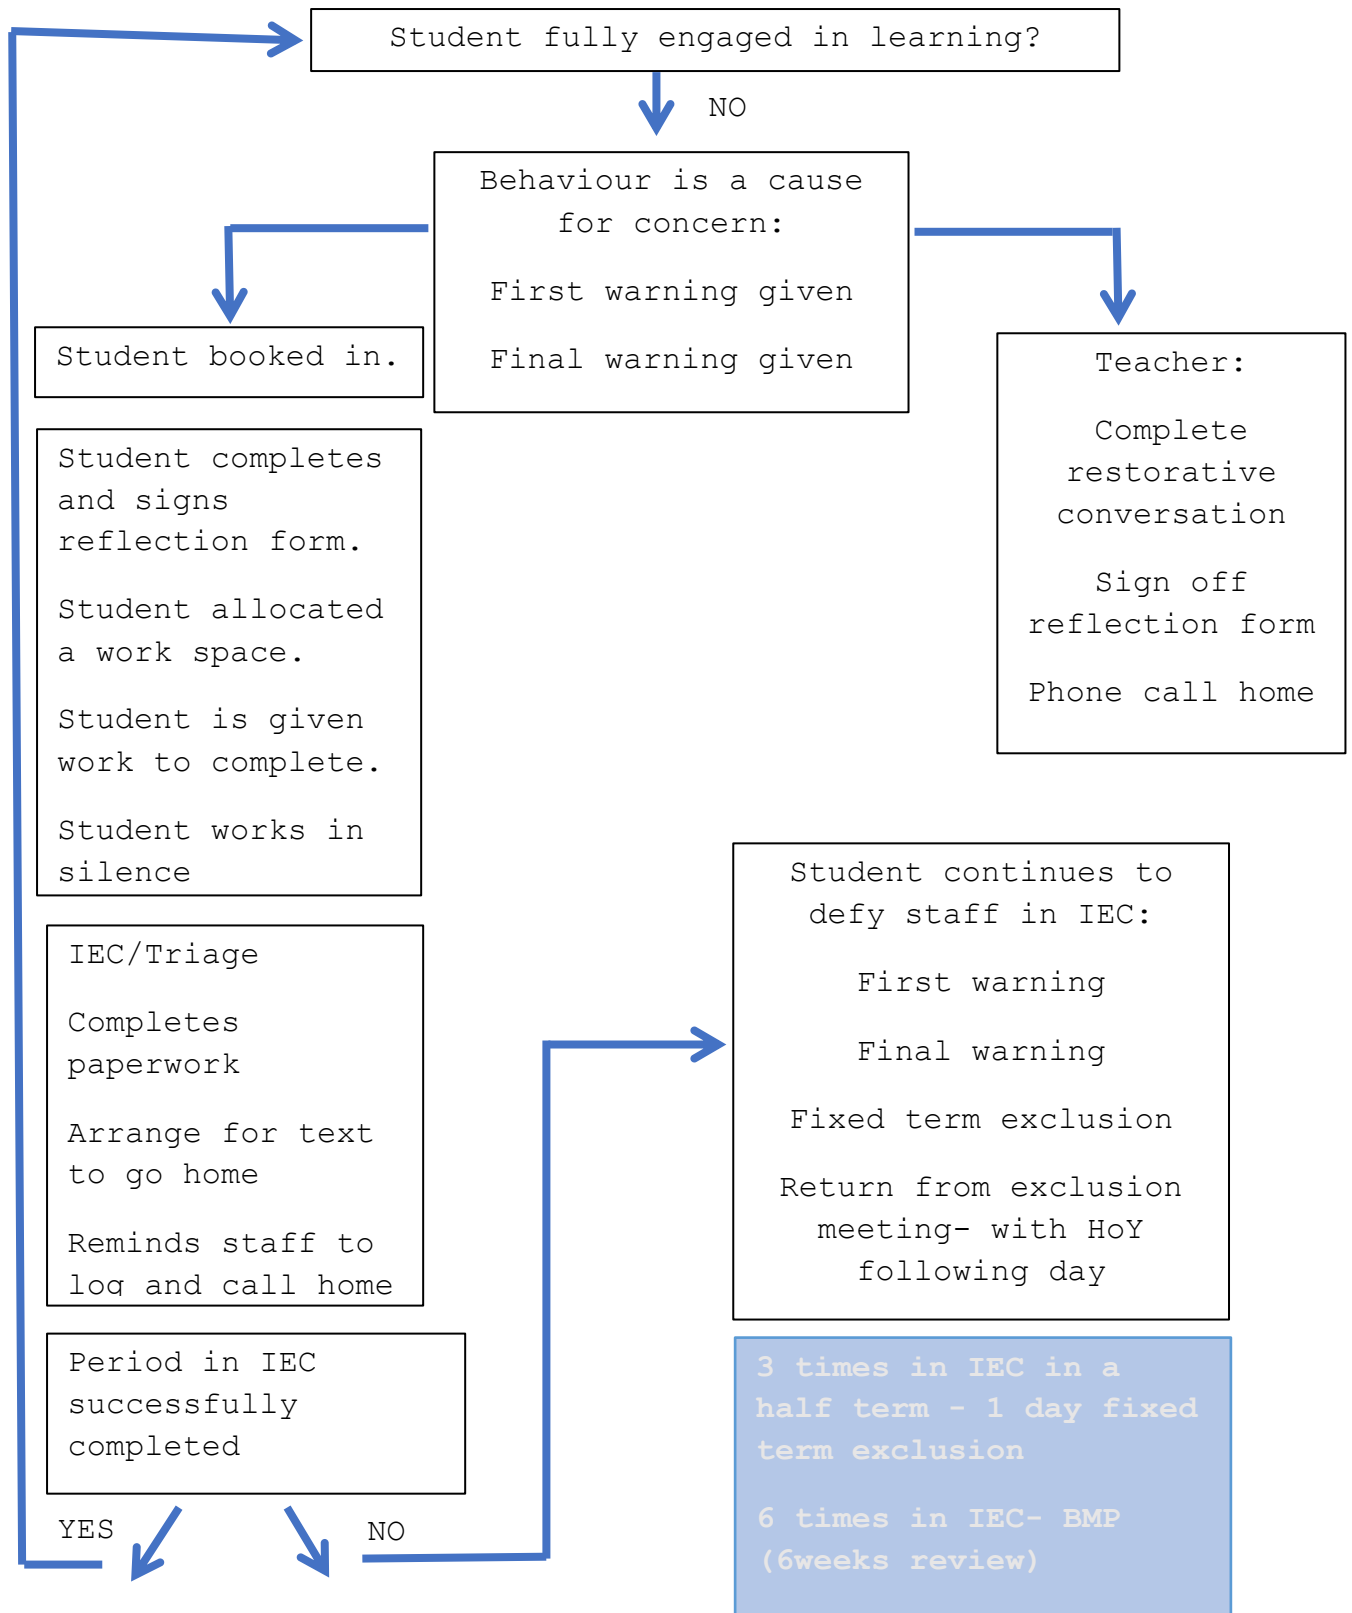 Student fully engaged in learning?
NO
Behaviour is a cause
for concern:
First warning given
Final warning given
Student booked in.
Student completes
and signs
reflection form.
Student allocated
a work space.
Student is given
work to complete.
Student works in
silence
Teacher:
Complete
restorative
conversation
Sign off
reflection form
Phone call home
IEC/Triage
Completes
paperwork
Arrange for text
to go home
Reminds staff to
log and call home
Period in IEC
successfully
completed
YES
NO
Student continues to
defy staff in IEC:
First warning
Final warning
Fixed term exclusion
Return from exclusion
meeting- with HoY
following day
3 times in IEC in a
half term - 1 day fixed
term exclusion
6 times in IEC- BMP
(6weeks review)